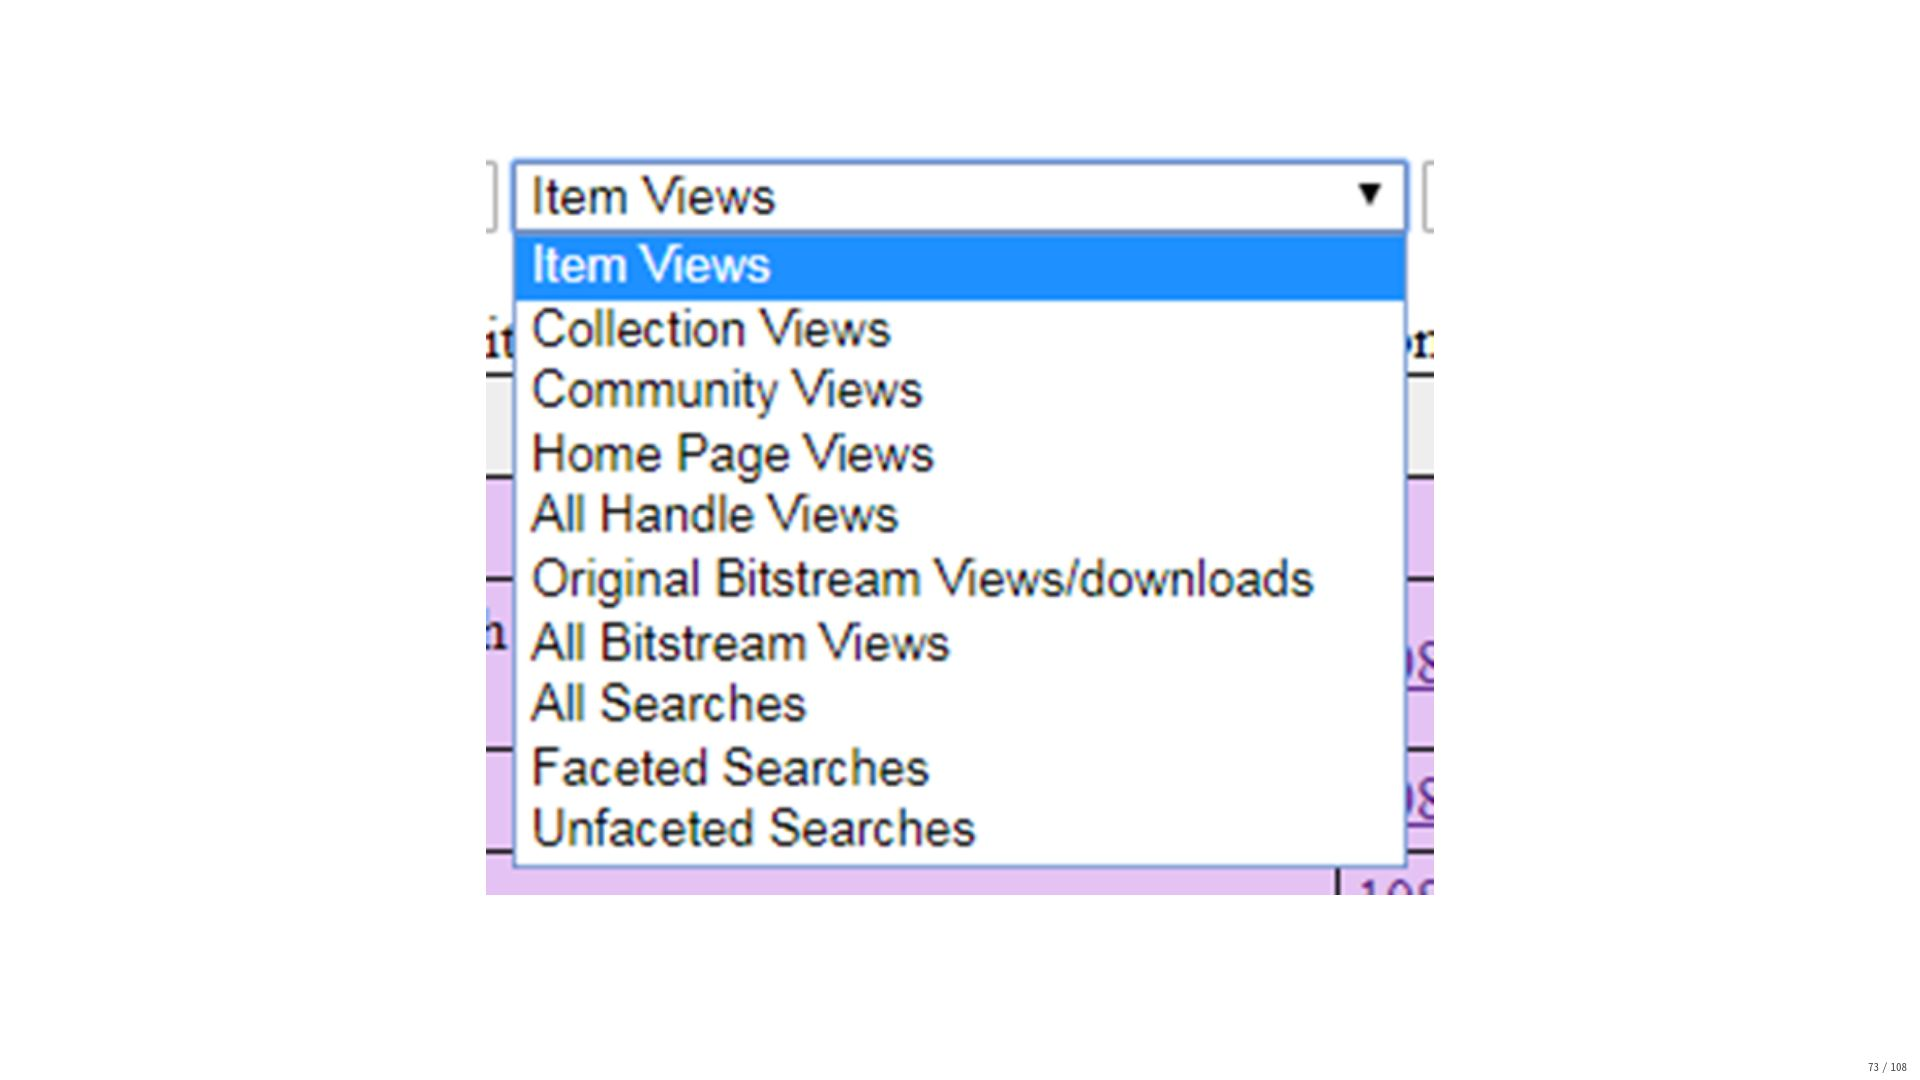 Item Views ▼
Item Views
Collection Views
Community Views
Home Page Views
All Handle Views
Original Bitstream Views/downloads
All Bitstream Views
All Searches
Faceted Searches
Unfaceted Searches
73 / 108